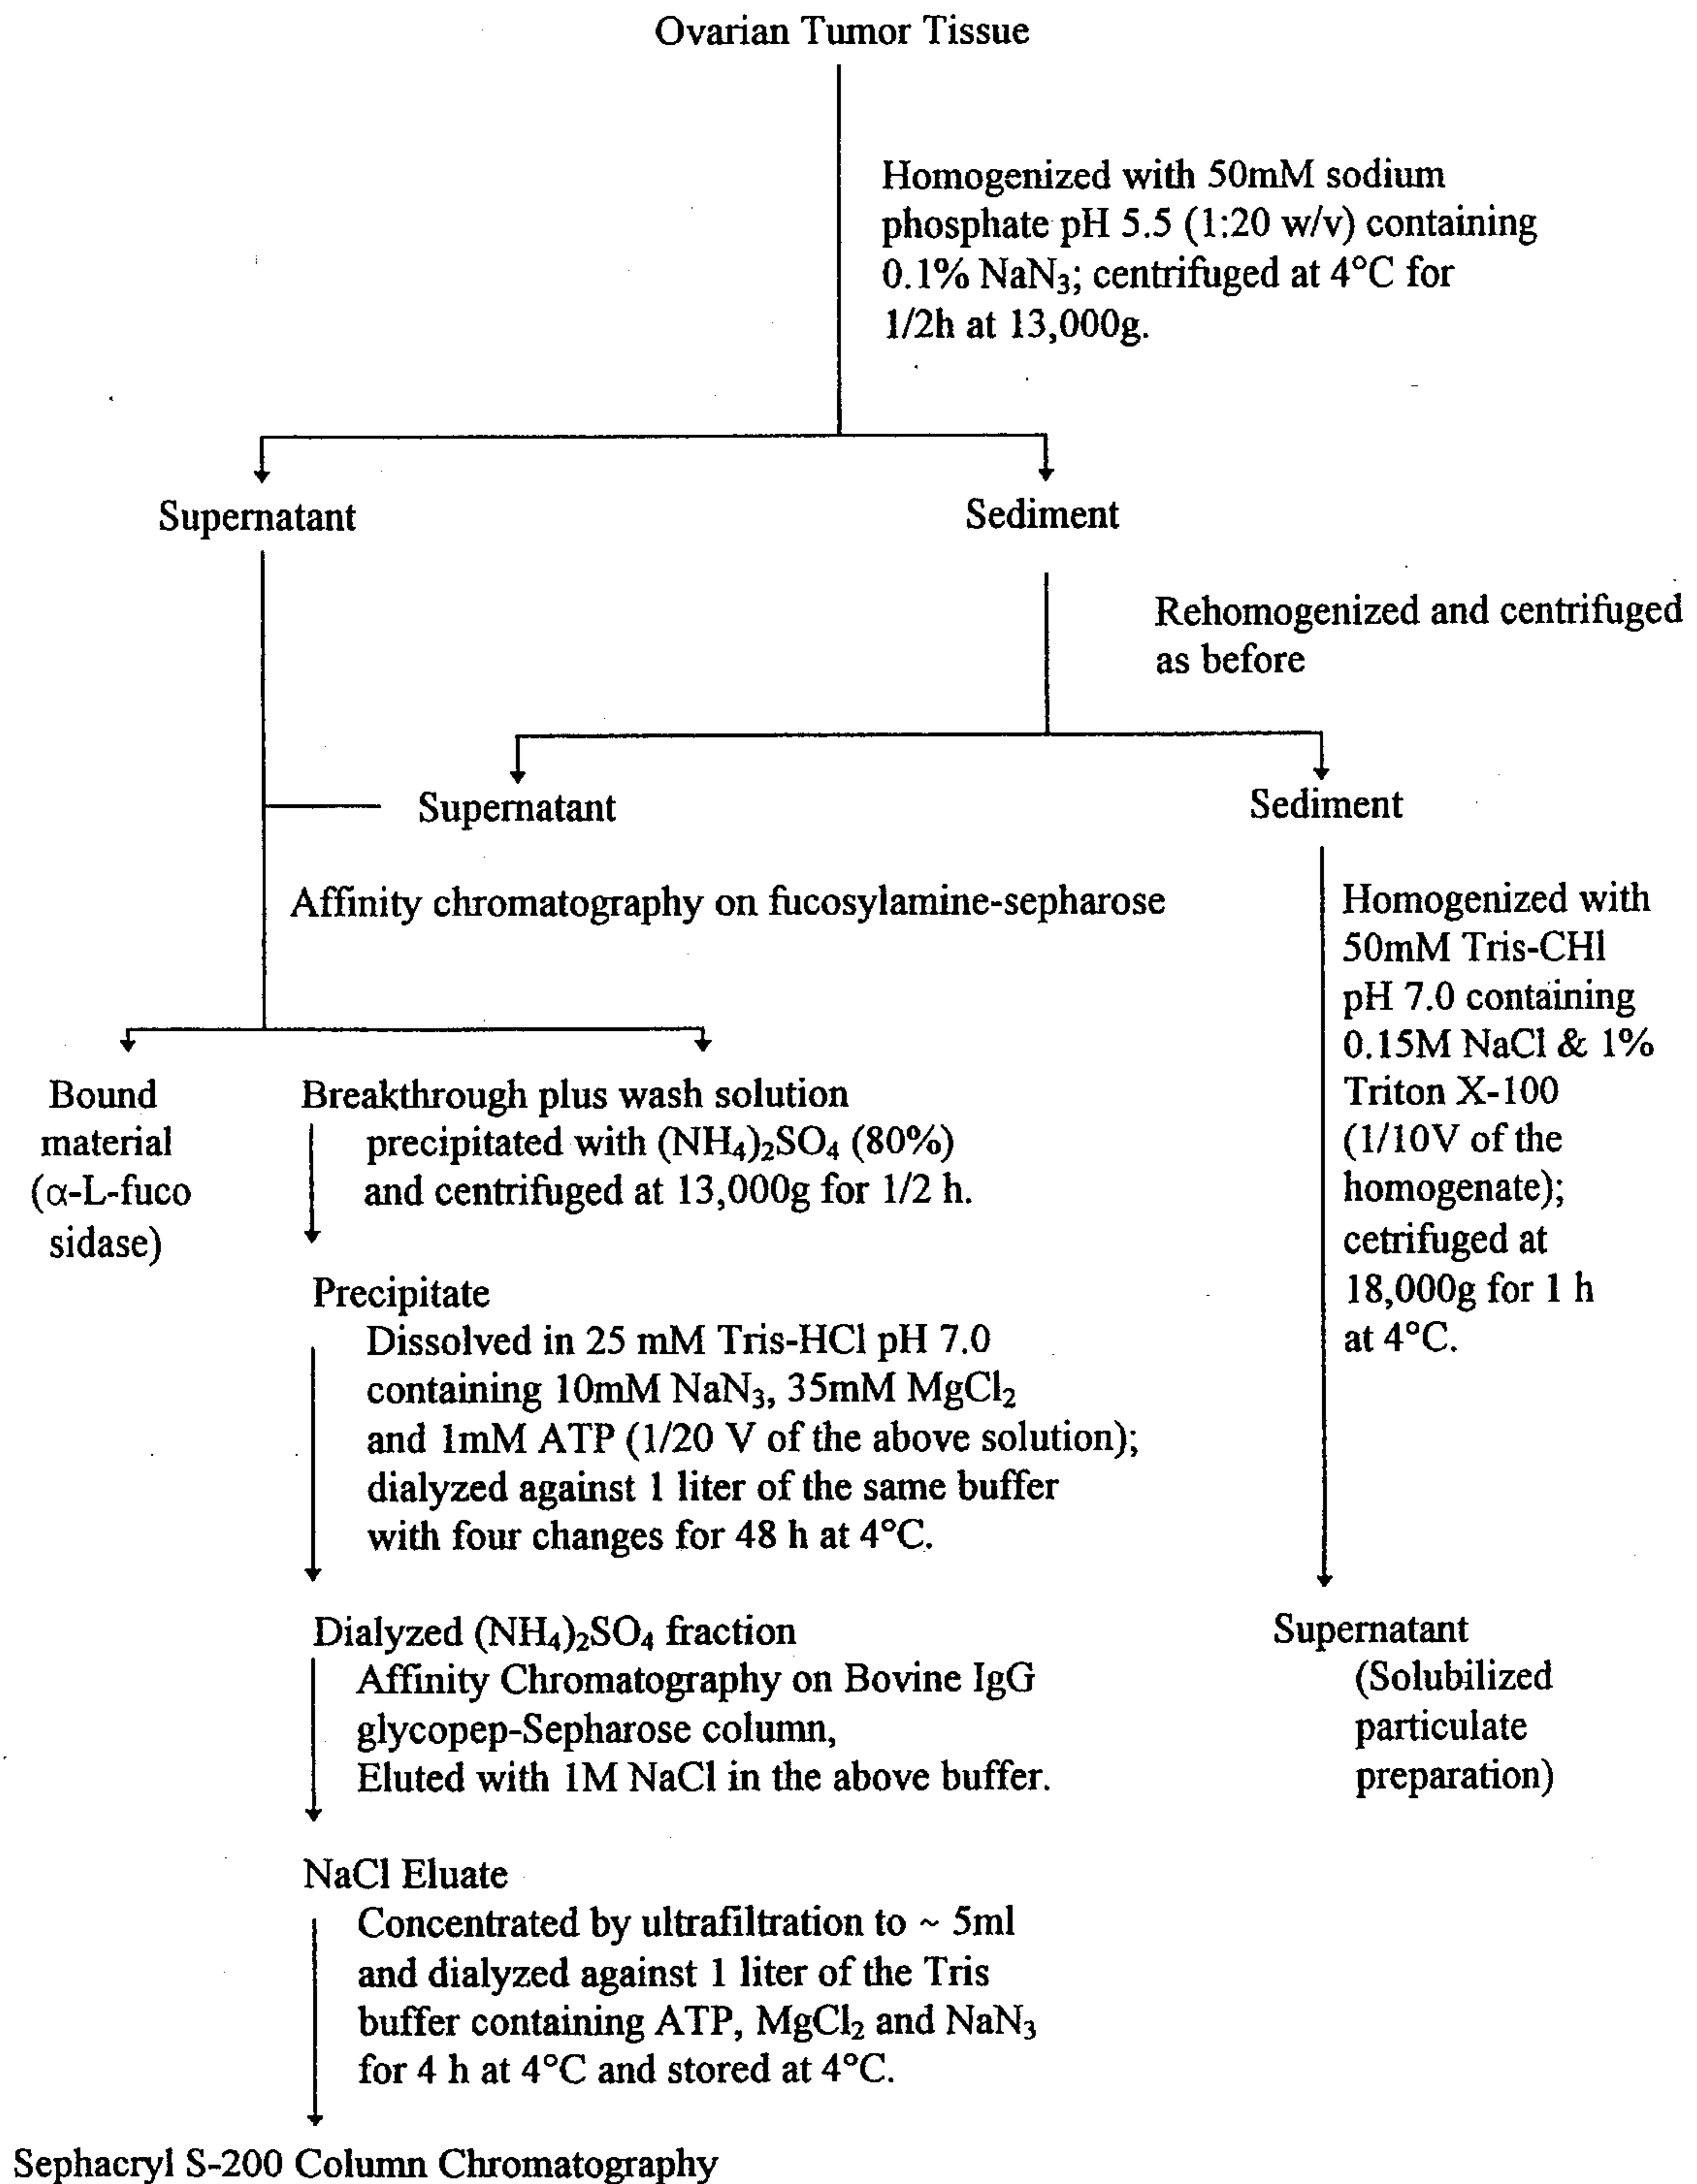 Ovarian Tumor Tissue
Homogenized with 50mM sodium
phosphate pH 5.5 (1:20 w/v) containing
0.1% NaN₃; centrifuged at 4°C for
1/2h at 13,000g.
Supernatant
Sediment
Rehomogenized and centrifuged
as before
Supernatant
Sediment
Affinity chromatography on fucosylamine-sepharose
Homogenized with
50mM Tris-CHl
pH 7.0 containing
0.15M NaCl & 1%
Triton X-100
(1/10V of the
homogenate);
cetrifuged at
18,000g for 1 h
at 4°C.
Bound
material
(α-L-fuco
sidase)
Breakthrough plus wash solution
precipitated with (NH₄)₂SO₄ (80%)
and centrifuged at 13,000g for 1/2 h.
Precipitate
Dissolved in 25 mM Tris-HCl pH 7.0
containing 10mM NaN₃, 35mM MgCl₂
and 1mM ATP (1/20 V of the above solution);
dialyzed against 1 liter of the same buffer
with four changes for 48 h at 4°C.
Dialyzed (NH₄)₂SO₄ fraction
Affinity Chromatography on Bovine IgG
glycopep-Sepharose column,
Eluted with 1M NaCl in the above buffer.
Supernatant
(Solubilized
particulate
preparation)
NaCl Eluate
Concentrated by ultrafiltration to ~ 5ml
and dialyzed against 1 liter of the Tris
buffer containing ATP, MgCl₂ and NaN₃
for 4 h at 4°C and stored at 4°C.
Sephacryl S-200 Column Chromatography